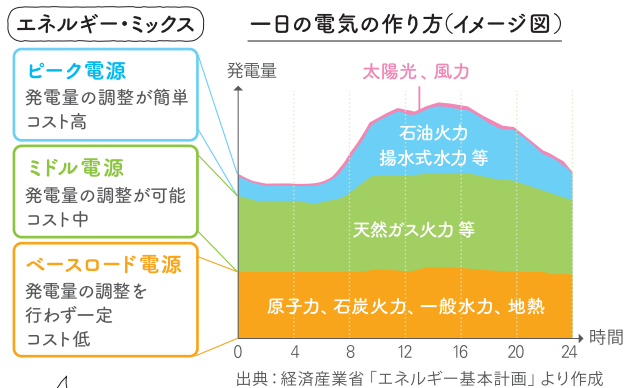 エネルギー・ミックス
一日の電気の作り方(イメージ図)
ピーク電源
発電量の調整が簡単
コスト高
ミドル電源
発電量の調整が可能
コスト中
ベースロード電源
発電量の調整を
行わず一定
コスト低
発電量
太陽光、風力
石油火力
揚水式水力 等
天然ガス火力 等
原子力、石炭火力、一般水力、地熱
0 4 8 12 16 20 24
時間
出典：経済産業省「エネルギー基本計画」より作成